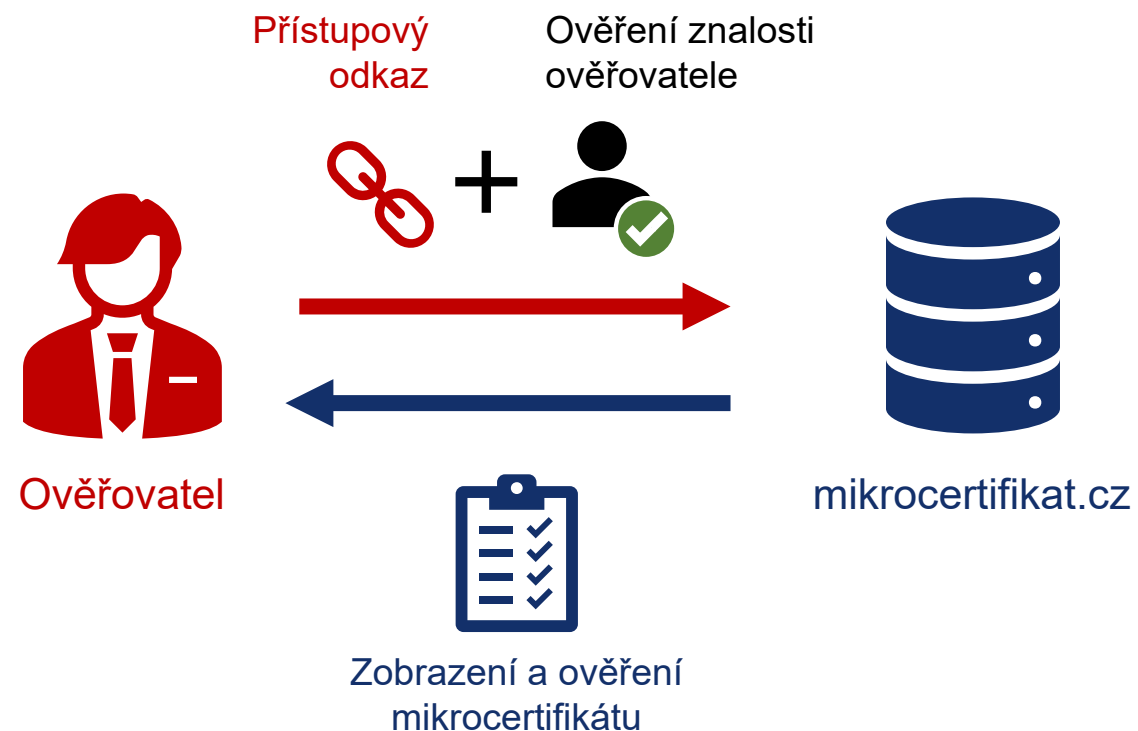 Přístupový
odkaz
Ověření znalosti
ověřovatele
Ověřovatel
mikrocertifikat.cz
Zobrazení a ověření
mikrocertifikátu